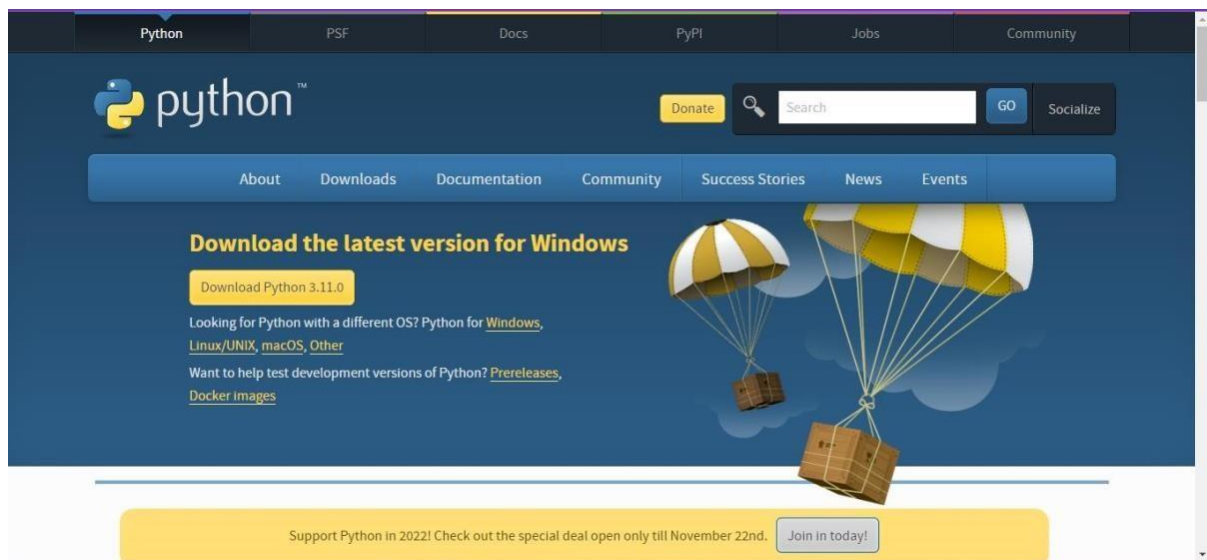 Python PSF Docs PyPI Jobs Community
python™
Donate Search GO Socialize
About Downloads Documentation Community Success Stories News Events
Download the latest version for Windows
Download Python 3.11.0
Looking for Python with a different OS? Python for Windows,
Linux/UNIX, macOS, Other
Want to help test development versions of Python? Prereleases,
Docker images
Support Python in 2022! Check out the special deal open only till November 22nd. Join in today!